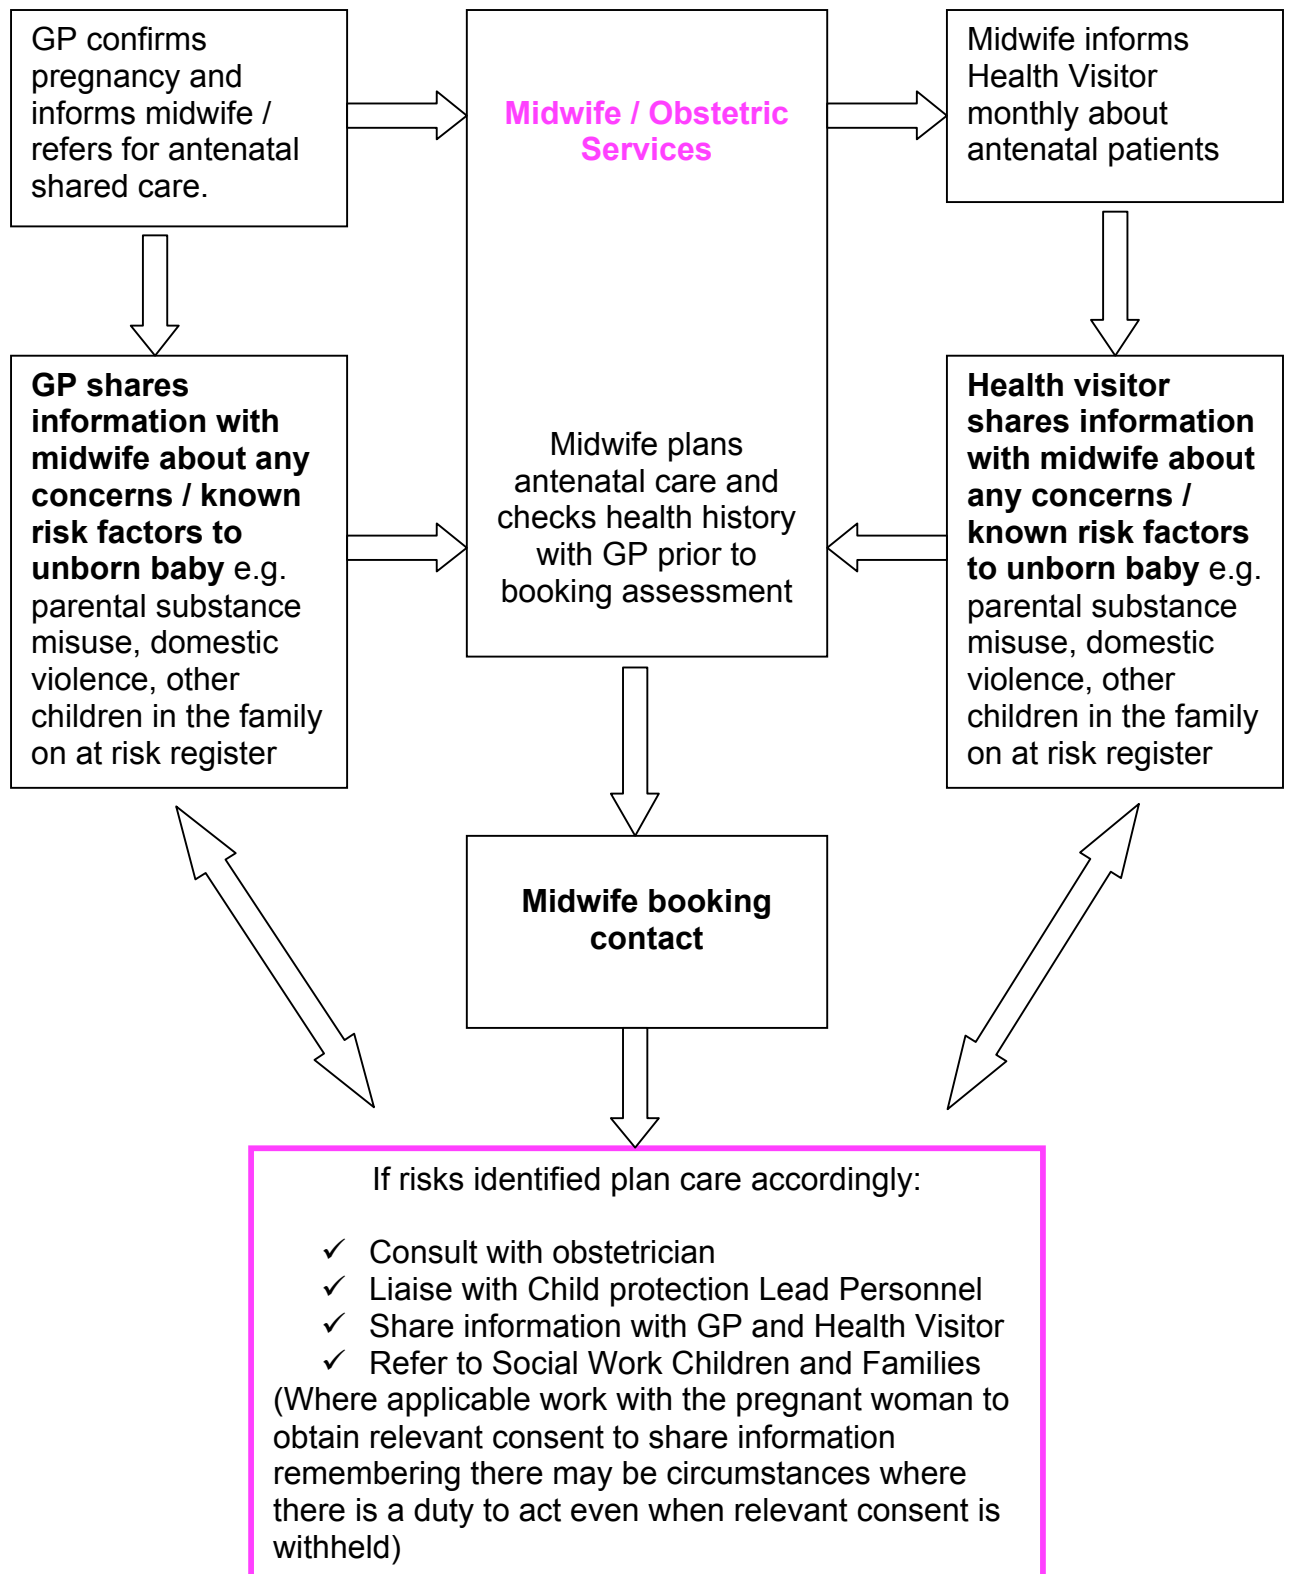 GP confirms
pregnancy and
informs midwife /
refers for antenatal
shared care.
Midwife / Obstetric
Services
Midwife plans
antenatal care and
checks health history
with GP prior to
booking assessment
Midwife informs
Health Visitor
monthly about
antenatal patients
GP shares
information with
midwife about any
concerns / known
risk factors to
unborn baby e.g.
parental substance
misuse, domestic
violence, other
children in the family
on at risk register
Health visitor
shares information
with midwife about
any concerns /
known risk factors
to unborn baby e.g.
parental substance
misuse, domestic
violence, other
children in the family
on at risk register
Midwife booking
contact
If risks identified plan care accordingly:
✓ Consult with obstetrician
✓ Liaise with Child protection Lead Personnel
✓ Share information with GP and Health Visitor
✓ Refer to Social Work Children and Families
(Where applicable work with the pregnant woman to
obtain relevant consent to share information
remembering there may be circumstances where
there is a duty to act even when relevant consent is
withheld)